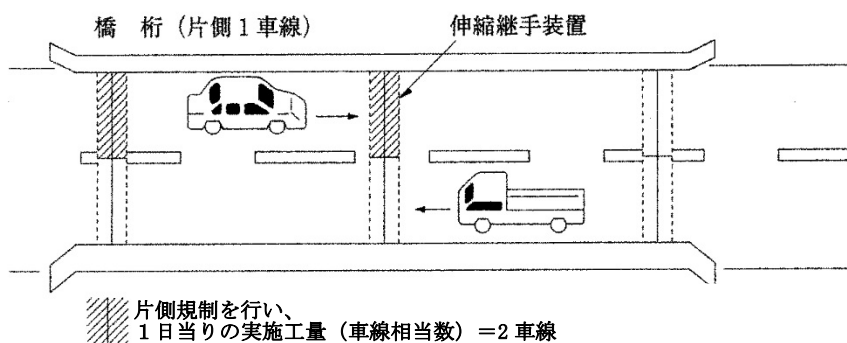 橋 桁 (片側１車線)
伸縮継手装置
片側規制を行い、
１日当りの実施工量 (車線相当数) ＝2 車線